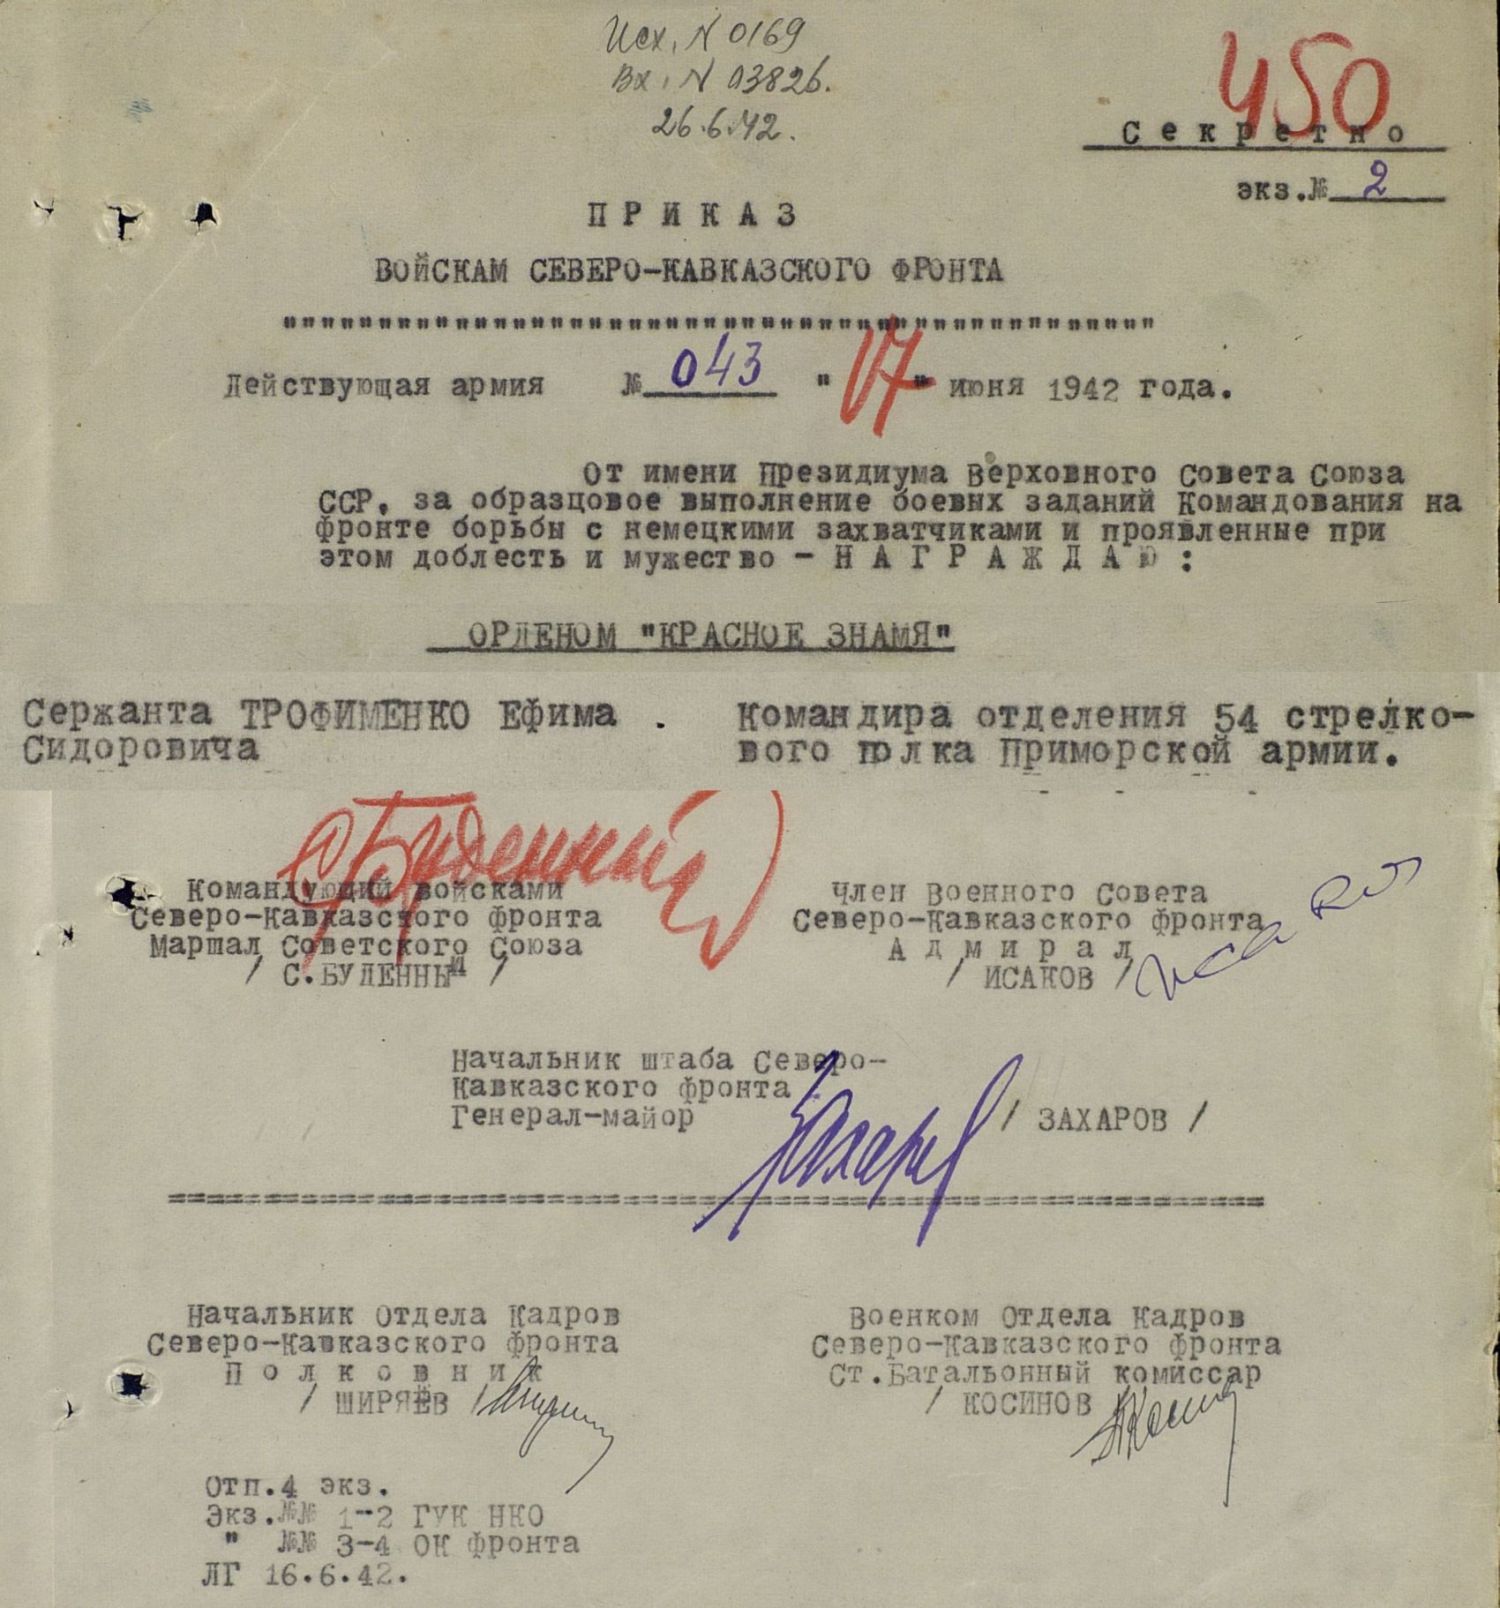 Исх. N 0169
Вх. N 03826.
26.6.42.
450
Секретно
экз.№ 2
ПРИКАЗ
ВОЙСКАМ СЕВЕРО-КАВКАЗСКОГО ФРОНТА
""""""""""""""""""""""""""""""""""""""""""""""
Действующая армия № 043 "17" июня 1942 года.
От имени Президиума Верховного Совета Союза
ССР, за образцовое выполнение боевых заданий Командования на
фронте борьбы с немецкими захватчиками и проявленные при
этом доблесть и мужество - НАГРАЖДАЮ:
ОРДЕНОМ "КРАСНОЕ ЗНАМЯ"
Сержанта ТРОФИМЕНКО Ефима . Командира отделения 54 стрелко-
Сидоровича вого полка Приморской армии.
СБуденный
Командующий войсками
Северо-Кавказского фронта
Маршал Советского Союза
/ С.БУДЕННЫЙ /
Член Военного Совета
Северо-Кавказского фронта
Адмирал
/ ИСАКОВ / Исаков
Начальник штаба Северо-
Кавказского фронта
Генерал-майор Захаров / ЗАХАРОВ /
==========================================================
Начальник Отдела Кадров
Северо-Кавказского фронта
Полковник
/ ШИРЯЕВ /
Военком Отдела Кадров
Северо-Кавказского фронта
Ст.Батальонный комиссар
/ КОСИНОВ /
Отп.4 экз.
Экз.№№ 1-2 ГУК НКО
" №№ 3-4 ОК фронта
ЛГ 16.6.42.